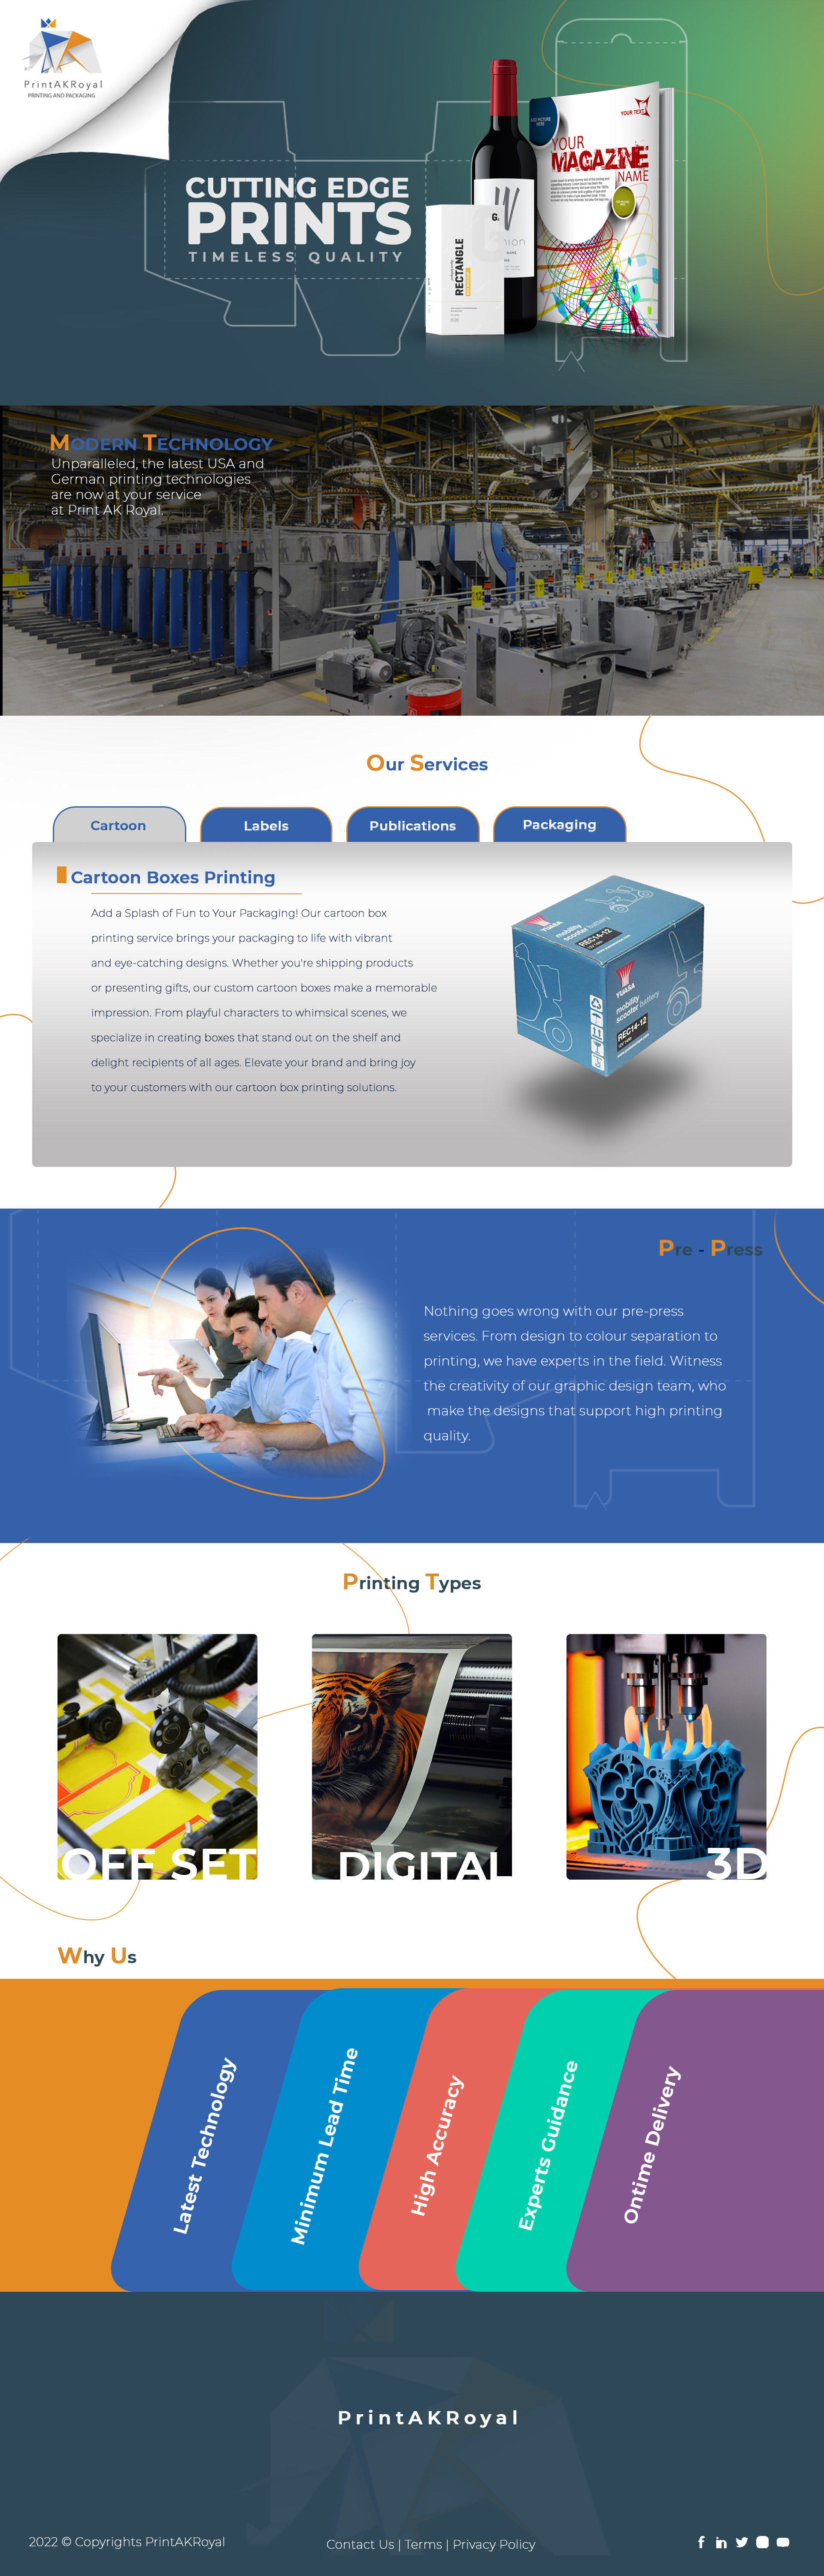 PrintAKRoyal
PRINTING AND PACKAGING
CUTTING EDGE
PRINTS
TIMELESS QUALITY
ADD PICTURE
HERE
YOUR TEXT
YOUR
MAGAZINE
NAME
RECTANGLE
G.
MODERN TECHNOLOGY
Unparalleled, the latest USA and
German printing technologies
are now at your service
at Print AK Royal.
Our Services
Cartoon
Labels
Publications
Packaging
Cartoon Boxes Printing
Add a Splash of Fun to Your Packaging! Our cartoon box
printing service brings your packaging to life with vibrant
and eye-catching designs. Whether you're shipping products
or presenting gifts, our custom cartoon boxes make a memorable
impression. From playful characters to whimsical scenes, we
specialize in creating boxes that stand out on the shelf and
delight recipients of all ages. Elevate your brand and bring joy
to your customers with our cartoon box printing solutions.
YUASA
mobility
scooter battery
REC14-12
YUASA
mobility
scooter battery
REC14-12
Pre - Press
Nothing goes wrong with our pre-press
services. From design to colour separation to
printing, we have experts in the field. Witness
the creativity of our graphic design team, who
make the designs that support high printing
quality.
Printing Types
OFF SET
DIGITAL
3D
Why Us
Latest Technology
Minimum Lead Time
High Accuracy
Experts Guidance
Ontime Delivery
PrintAKRoyal
2022 © Copyrights PrintAKRoyal
Contact Us | Terms | Privacy Policy